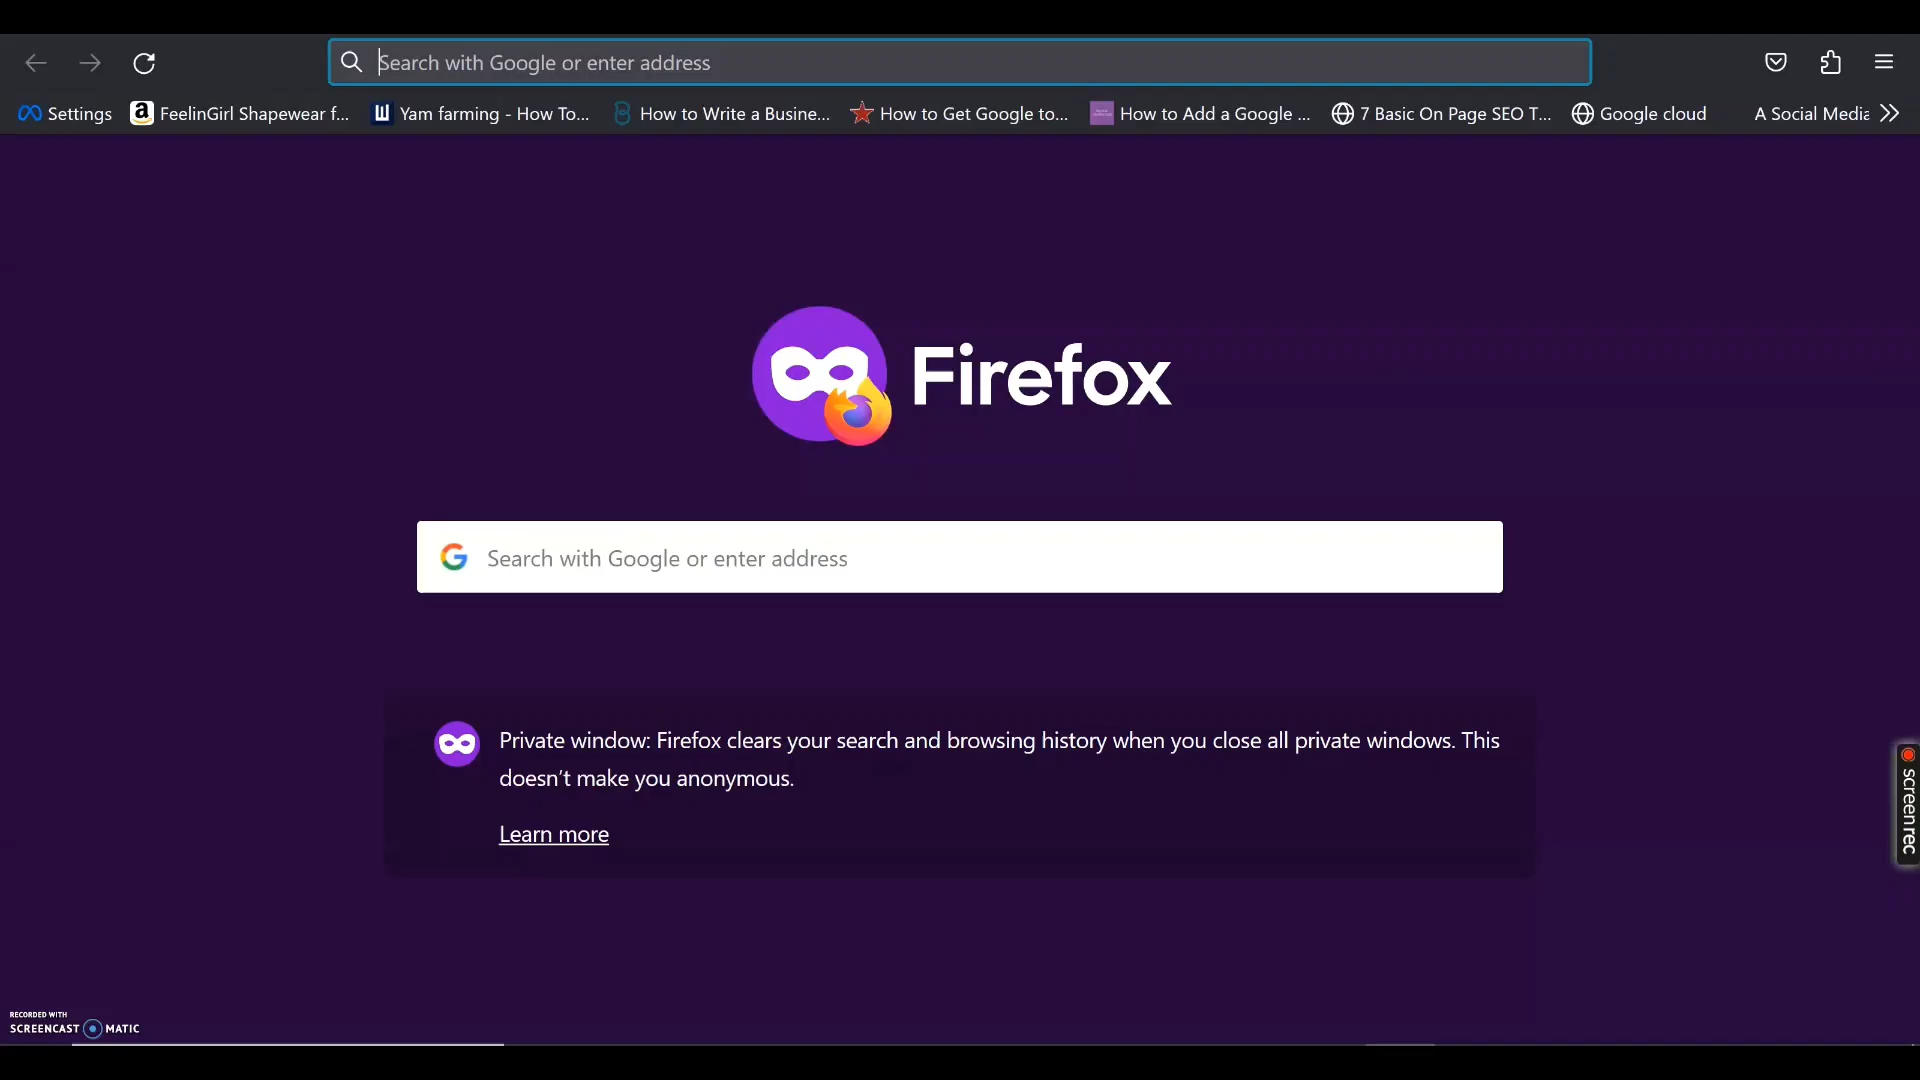 Search with Google or enter address
Settings
FeelinGirl Shapewear f...
Yam farming - How To...
How to Write a Busine...
How to Get Google to...
How to Add a Google ...
7 Basic On Page SEO T...
Google cloud
A Social Media
Firefox
Search with Google or enter address
Private window: Firefox clears your search and browsing history when you close all private windows. This
doesn’t make you anonymous.
Learn more
screenrec
RECORDED WITH
SCREENCAST MATIC